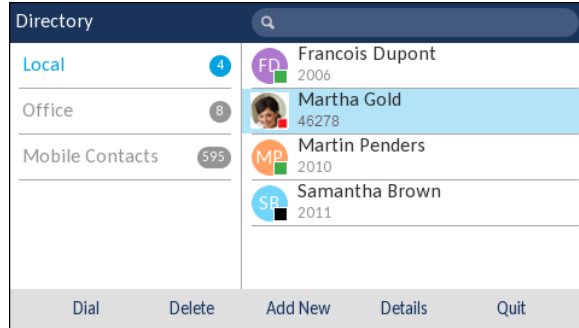 Directory
Local 4
Office 8
Mobile Contacts 595
FD Francois Dupont
2006
Martha Gold
46278
MP Martin Penders
2010
SB Samantha Brown
2011
Dial Delete Add New Details Quit